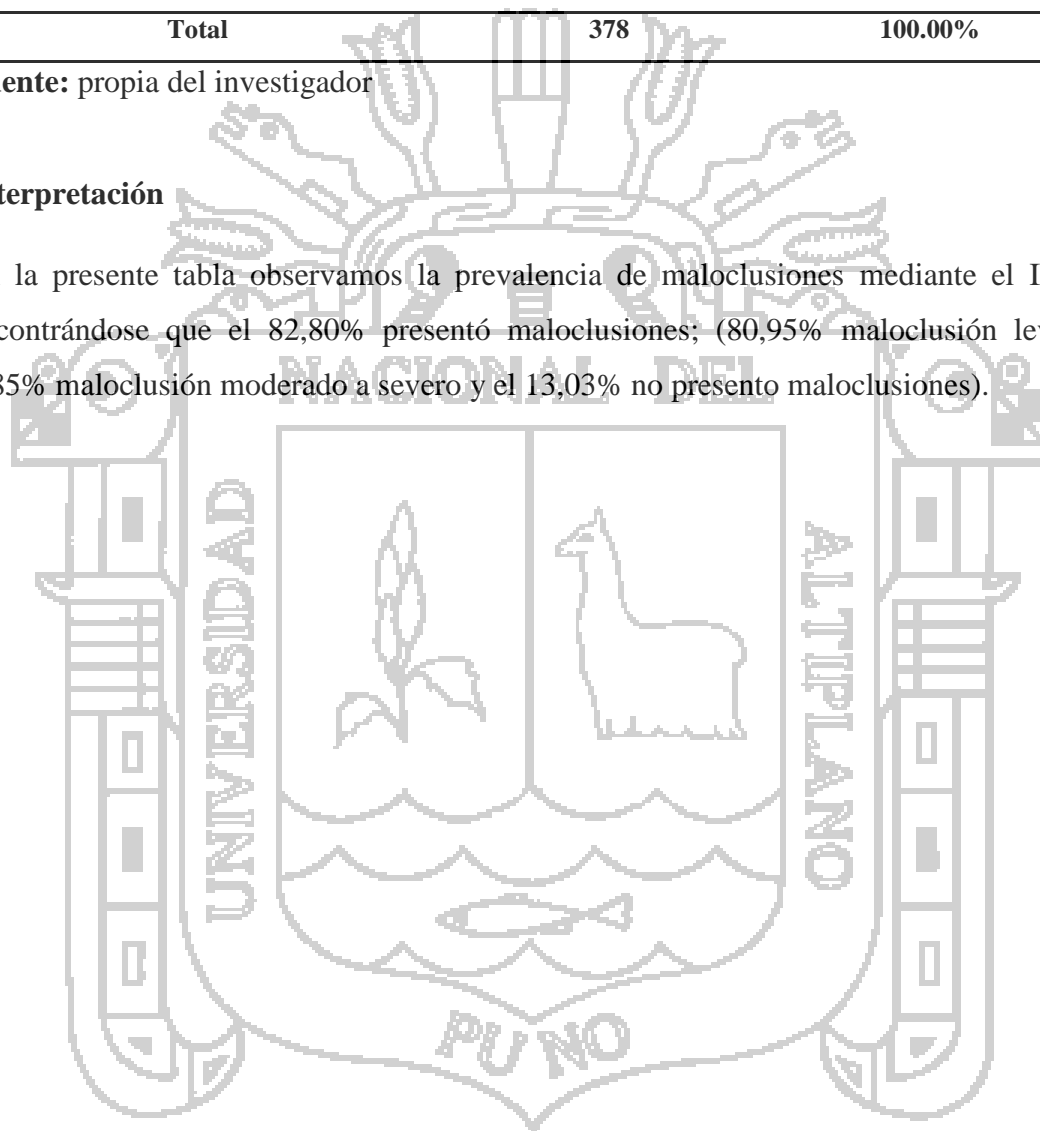 Total 378 100.00%
ente: propia del investigador
terpretación
la presente tabla observamos la prevalencia de maloclusiones mediante el I
contrándose que el 82,80% presentó maloclusiones; (80,95% maloclusión lev
85% maloclusión moderado a severo y el 13,03% no presento maloclusiones).
NACIONAL DEL
UNIVERSIDAD
ALTIPLANO
PUNO